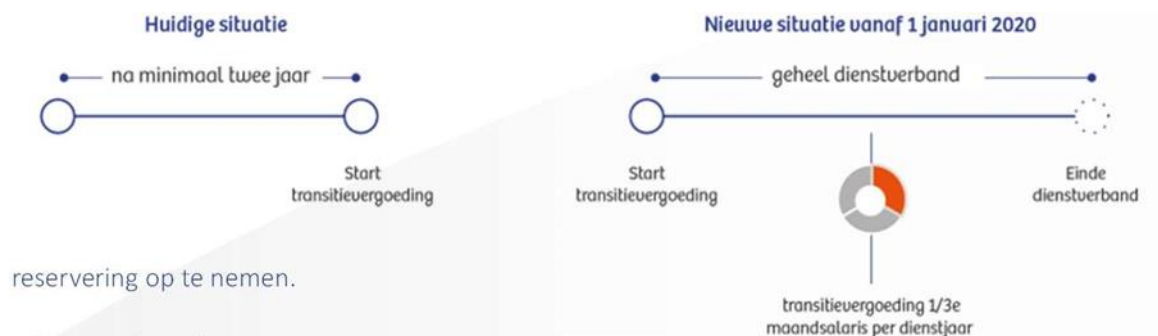 Huidige situatie
na minimaal twee jaar
Start
transitievergoeding
Nieuwe situatie vanaf 1 januari 2020
geheel dienstverband
Start
transitievergoeding
Einde
dienstverband
transitievergoeding 1/3e
maandsalaris per dienstjaar
reservering op te nemen.